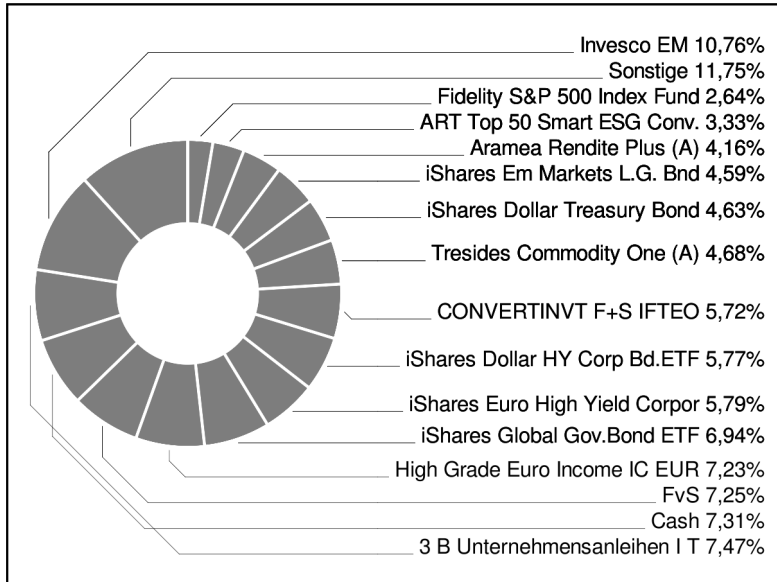 Invesco EM 10,76%
Sonstige 11,75%
Fidelity S&P 500 Index Fund 2,64%
ART Top 50 Smart ESG Conv. 3,33%
Aramea Rendite Plus (A) 4,16%
iShares Em Markets L.G. Bnd 4,59%
iShares Dollar Treasury Bond 4,63%
Tresides Commodity One (A) 4,68%
CONVERTINVT F+S IFTEO 5,72%
iShares Dollar HY Corp Bd.ETF 5,77%
iShares Euro High Yield Corpor 5,79%
iShares Global Gov.Bond ETF 6,94%
High Grade Euro Income IC EUR 7,23%
FvS 7,25%
Cash 7,31%
3 B Unternehmensanleihen I T 7,47%